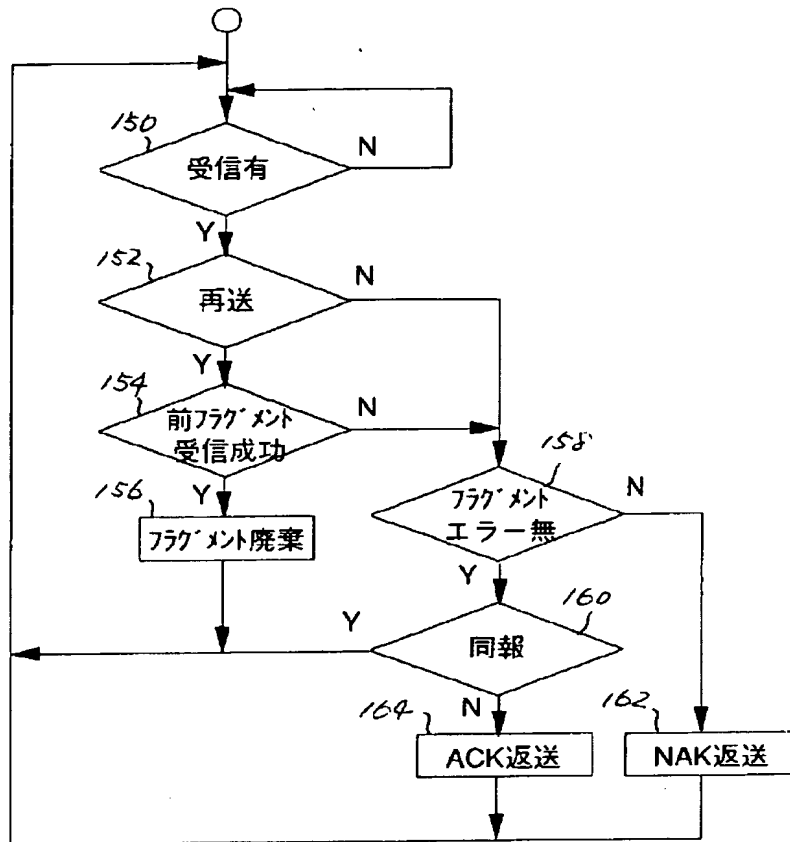 150
受信有
N
Y
152
再送
N
Y
154
前フラグメント
受信成功
N
Y
156
フラグメント廃棄
158
フラグメント
エラー無
N
Y
160
同報
Y
N
164
ACK返送
162
NAK返送